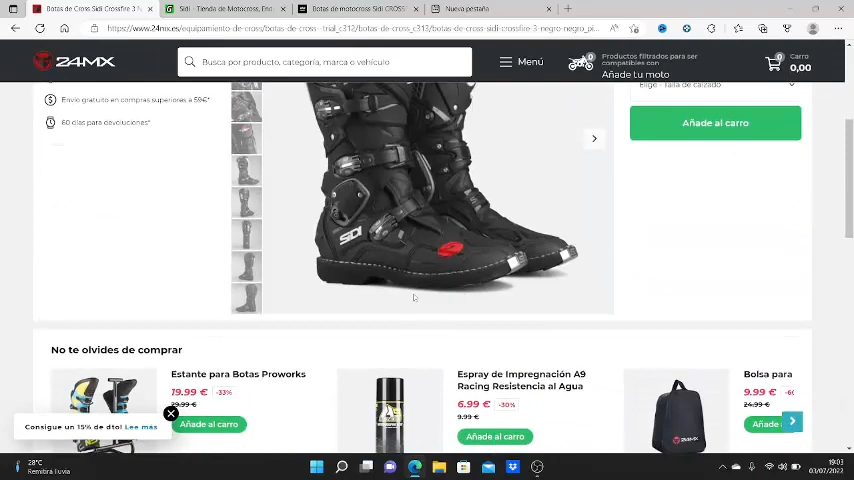 Botas de Cross Sidi Crossfire 3 N
Sidi - Tienda de Motocross, End
Botas de motocross Sidi CROSS
Nueva pestaña
https://www.24mx.es/equipamiento-de-cross/botas-de-cross-trial_c312/botas-de-cross_c313/botas-de-cross-sidi-crossfire-3-negro-negro_pi...
24MX
Busca por producto, categoría, marca o vehículo
Menú
0
Productos filtrados para ser
compatibles con
Añade tu moto
0
Carro
0,00
Envío gratuito en compras superiores a 59€*
60 días para devoluciones*
Elige - Talla de calzado
Añade al carro
SIDI
No te olvides de comprar
Estante para Botas Proworks
19.99 €
-33%
29.99 €
Añade al carro
Espray de Impregnación A9
Racing Resistencia al Agua
6.99 €
-30%
9.99 €
Añade al carro
24MX
Bolsa para
9.99 €
-60
24.99 €
Añade
Consigue un 15% de dto! Lee más
28°C
Remitirá lluvia
19:03
03/07/2022